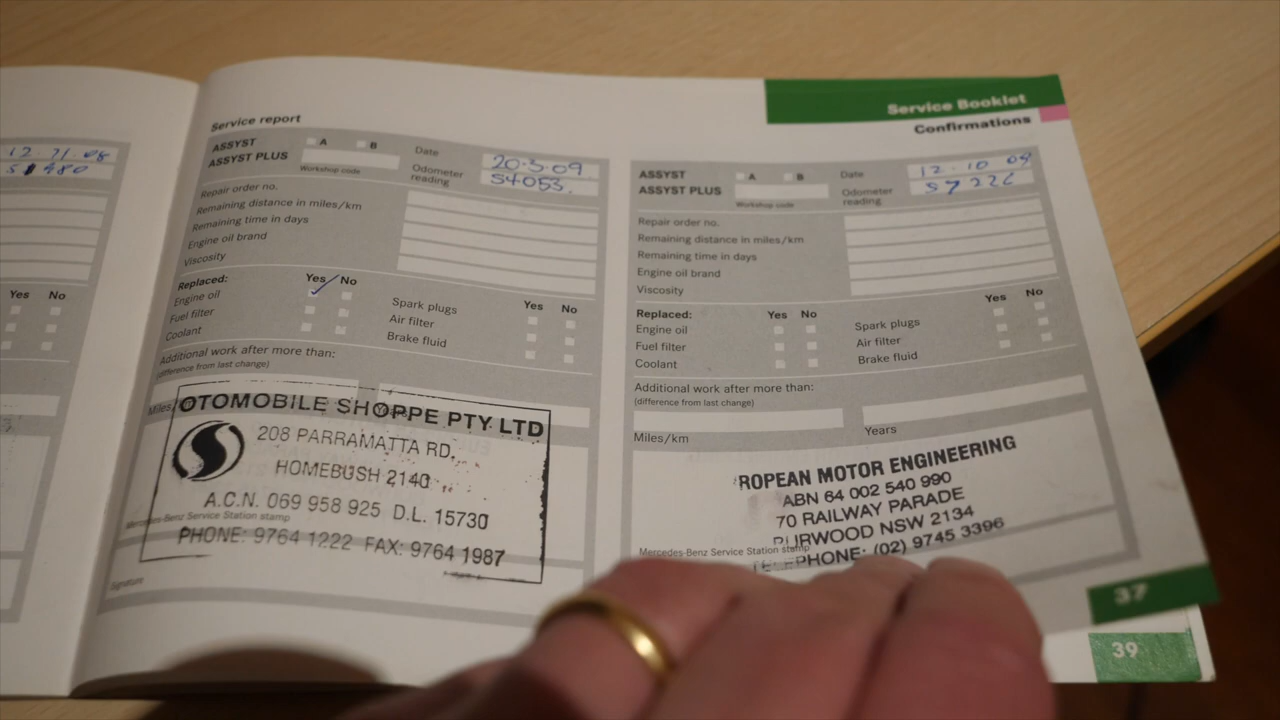 12.11.08
51480
Yes No
Service report
ASSYST
A B
ASSYST PLUS
Workshop code
Date
20-3-09
Odometer
reading
54053.
Repair order no.
Remaining distance in miles/km
Remaining time in days
Engine oil brand
Viscosity
Replaced:
Yes No
Engine oil
Fuel filter
Coolant
Spark plugs
Air filter
Brake fluid
Yes No
Additional work after more than:
(difference from last change)
Miles/
OTOMOBILE SHOPPE PTY LTD
208 PARRAMATTA RD,
HOMEBUSH 2140
A.C.N. 069 958 925 D.L. 15730
Mercedes-Benz Service Station stamp
PHONE: 9764 1222 FAX: 9764 1987
Signature
Service Booklet
Confirmations
ASSYST
A B
ASSYST PLUS
Workshop code
Date
12.10 09
Odometer
reading
57226
Repair order no.
Remaining distance in miles/km
Remaining time in days
Engine oil brand
Viscosity
Replaced:
Yes No
Engine oil
Fuel filter
Coolant
Spark plugs
Air filter
Brake fluid
Yes No
Additional work after more than:
(difference from last change)
Miles/km
Years
ROPEAN MOTOR ENGINEERING
ABN 64 002 540 990
70 RAILWAY PARADE
BURWOOD NSW 2134
Mercedes-Benz Service Station stamp
TELEPHONE: (02) 9745 3396
37
39